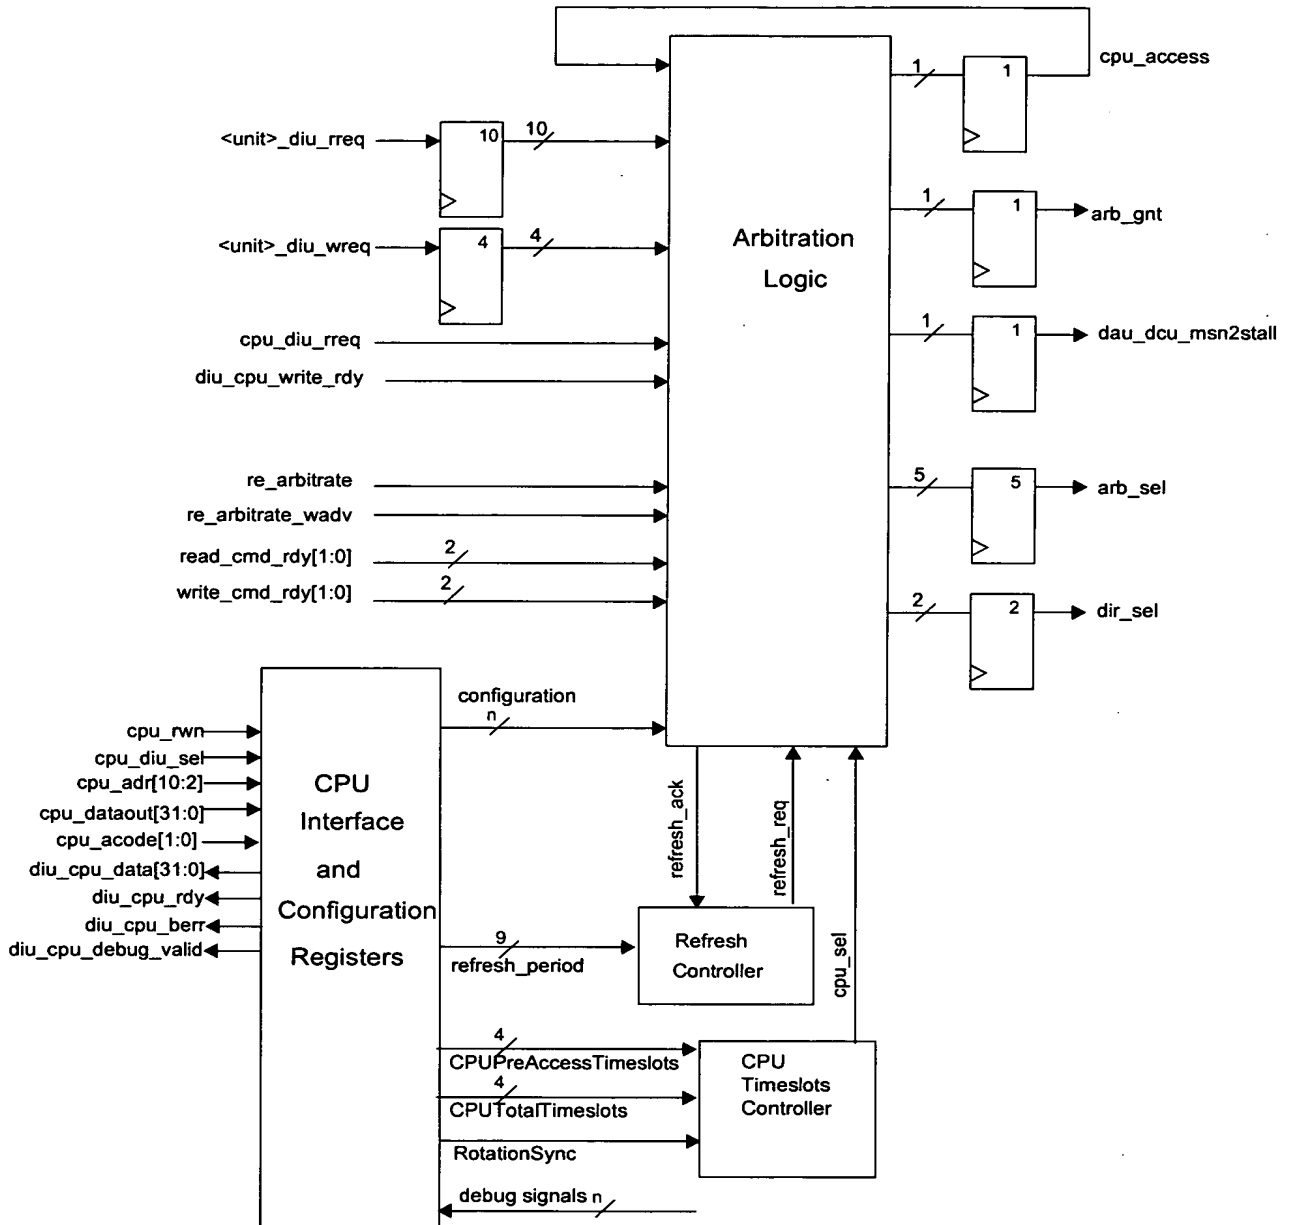 1
1
cpu_access
<unit>_diu_rreq
10
10
1
1
arb_gnt
<unit>_diu_wreq
4
4
Arbitration
Logic
1
1
dau_dcu_msn2stall
cpu_diu_rreq
diu_cpu_write_rdy
re_arbitrate
5
5
arb_sel
re_arbitrate_wadv
read_cmd_rdy[1:0]
2
write_cmd_rdy[1:0]
2
2
2
dir_sel
configuration
n
cpu_rwn
cpu_diu_sel
cpu_adr[10:2]
cpu_dataout[31:0]
cpu_acode[1:0]
diu_cpu_data[31:0]
diu_cpu_rdy
diu_cpu_berr
diu_cpu_debug_valid
CPU
Interface
and
Configuration
Registers
refresh_ack
refresh_req
cpu_sel
9
refresh_period
Refresh
Controller
4
CPUPreAccessTimeslots
4
CPUTotalTimeslots
RotationSync
CPU
Timeslots
Controller
debug signals n